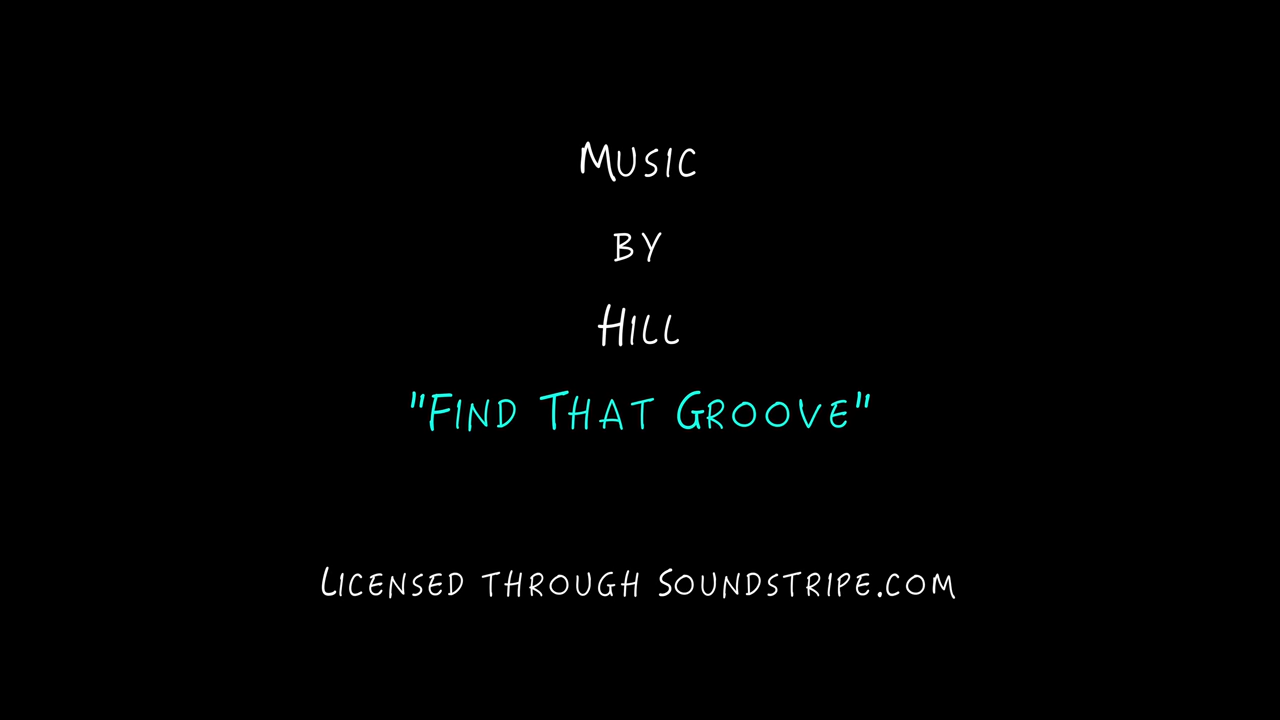 Music
by
Hill
"Find That Groove"
Licensed through Soundstripe.com